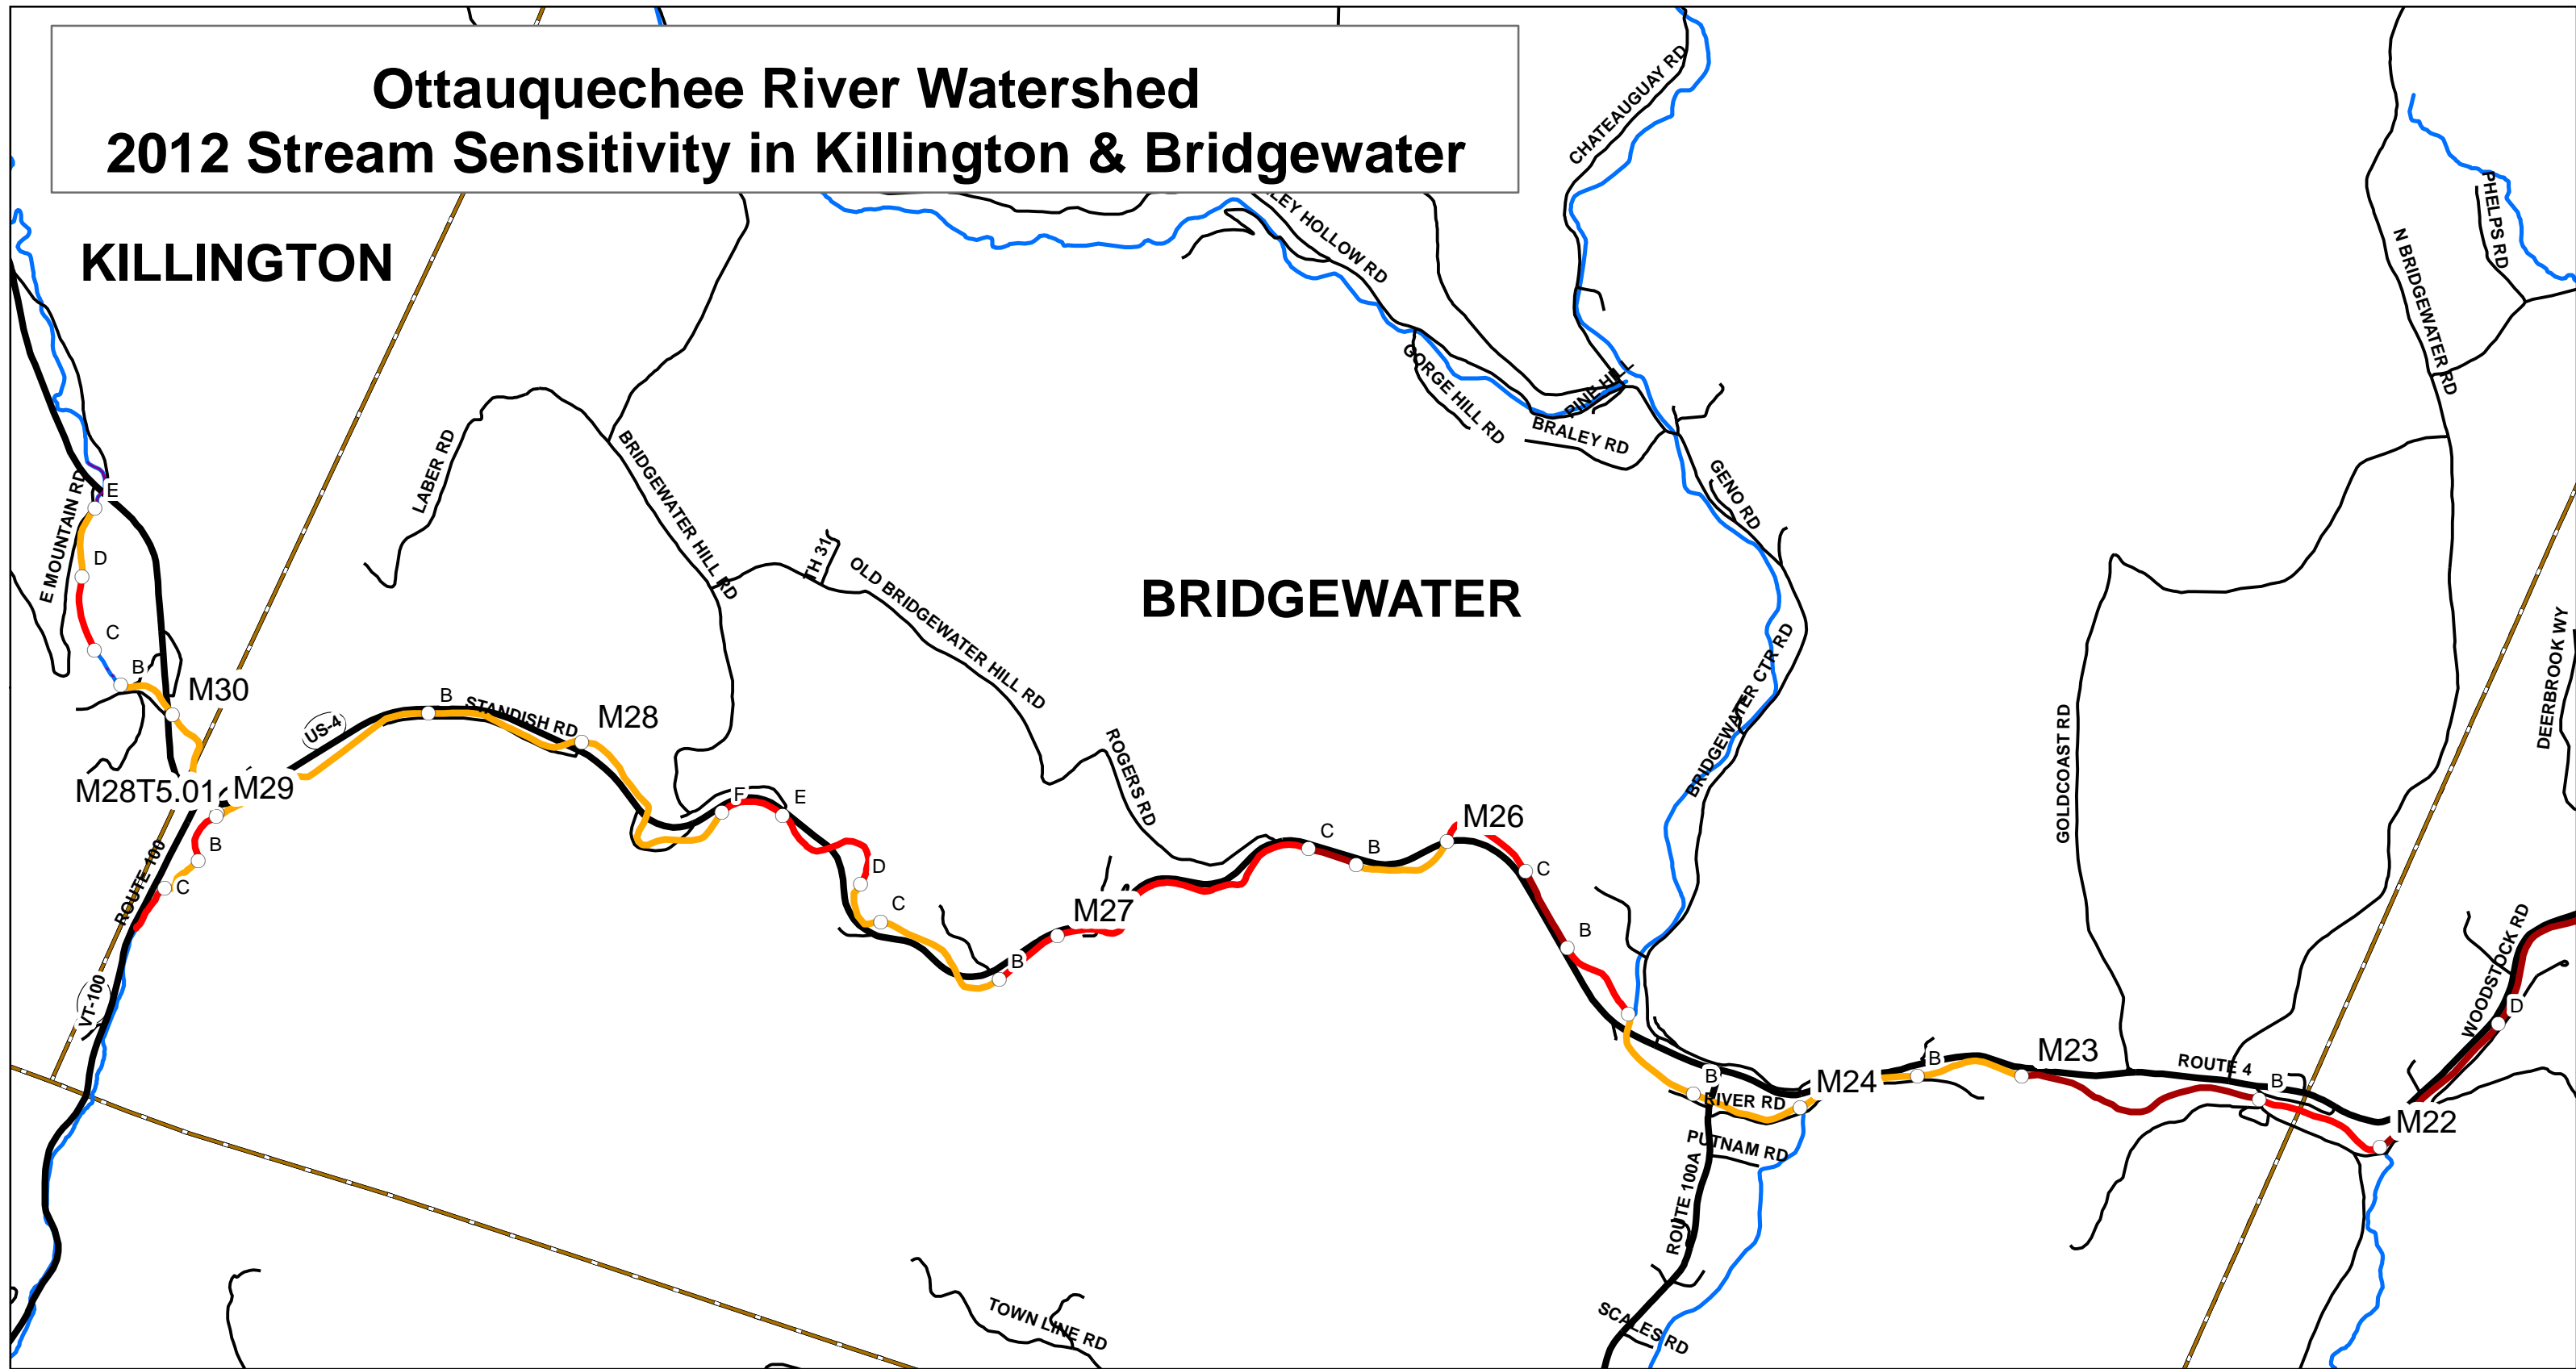 Ottauquechee River Watershed
2012 Stream Sensitivity in Killington & Bridgewater
KILLINGTON
BRIDGEWATER
CHATEAUGUAY RD
HOLLOW RD
N BRIDGEWATER RD
PHELPS RD
GORGE HILL RD
PINE HILL
BRALEY RD
GENO RD
LABER RD
BRIDGEWATER HILL RD
E MOUNTAIN RD
E
D
C
B
M30
TH 31
OLD BRIDGEWATER HILL RD
BRIDGEWATER CTR RD
GOLDCOAST RD
DEERBROOK WY
US-4
B
STANDISH RD
M28
ROGERS RD
M28T5.01
M29
B
C
ROUTE 100
VT-100
F
E
D
C
B
M27
C
B
M26
C
B
B
RIVER RD
M24
B
M23
ROUTE 4
B
M22
WOODSTOCK RD
D
PUTNAM RD
ROUTE 100A
SCALES RD
TOWN LINE RD